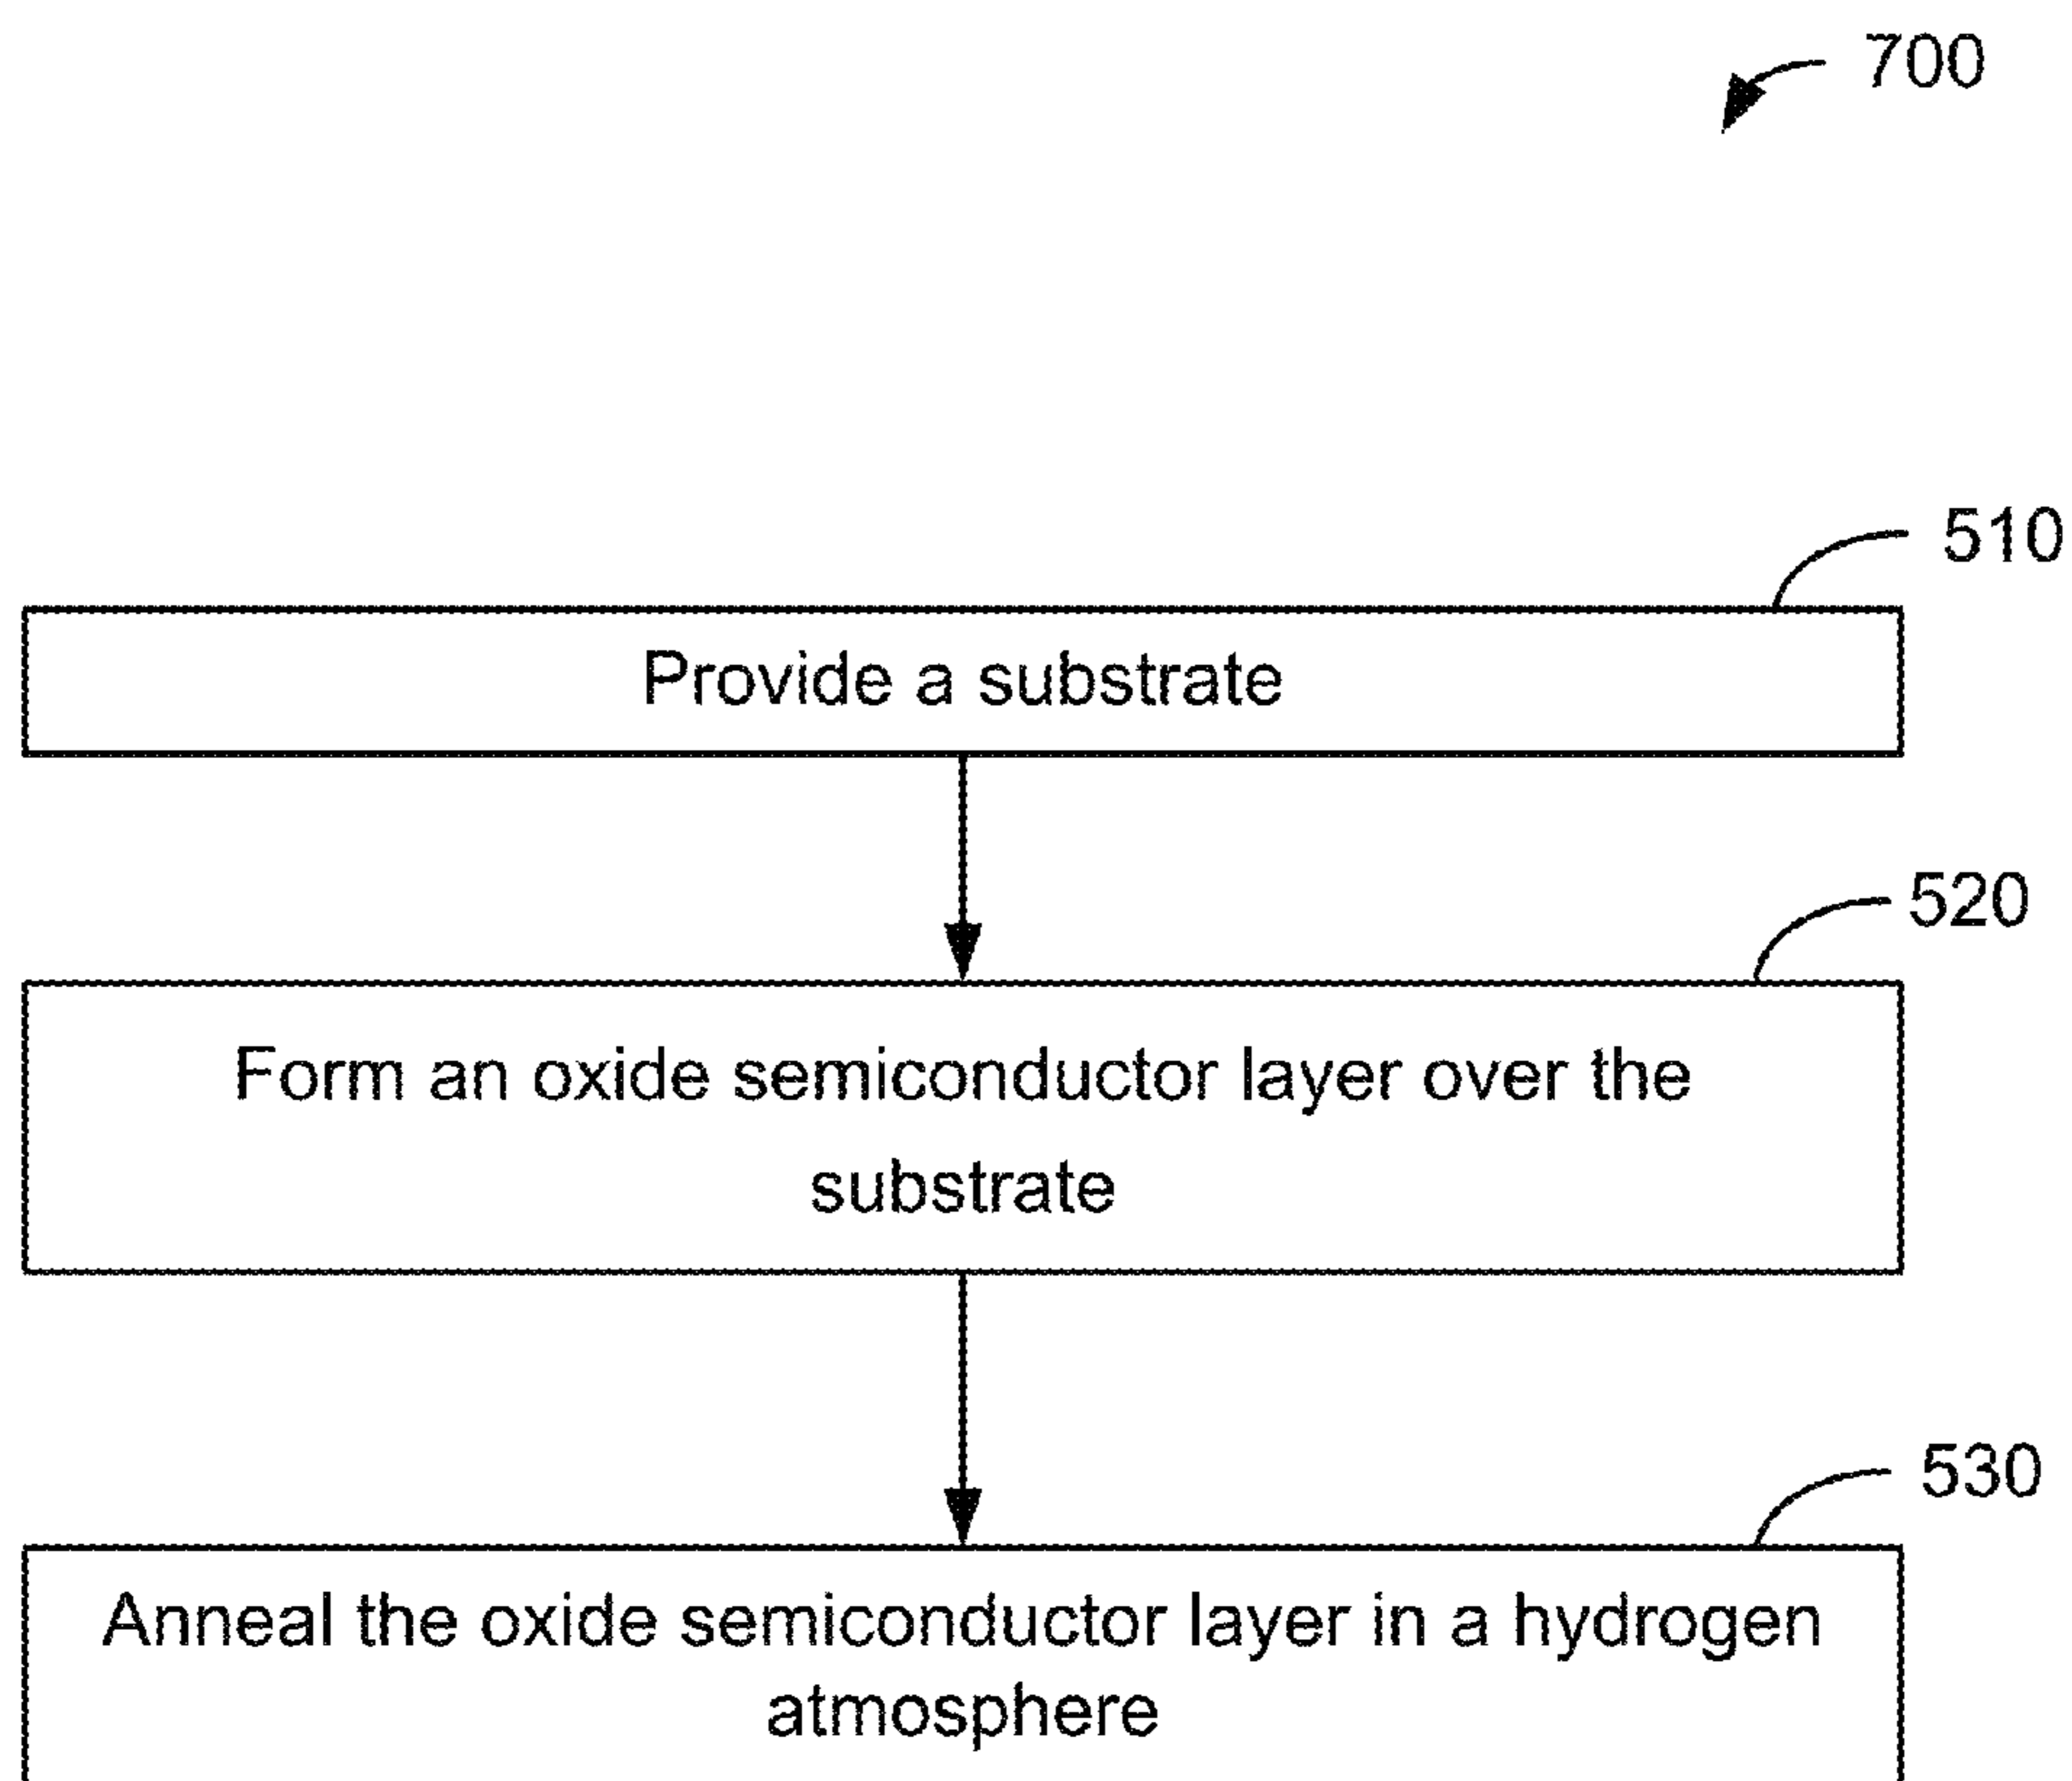 700
510
Provide a substrate
520
Form an oxide semiconductor layer over the
substrate
530
Anneal the oxide semiconductor layer in a hydrogen
atmosphere